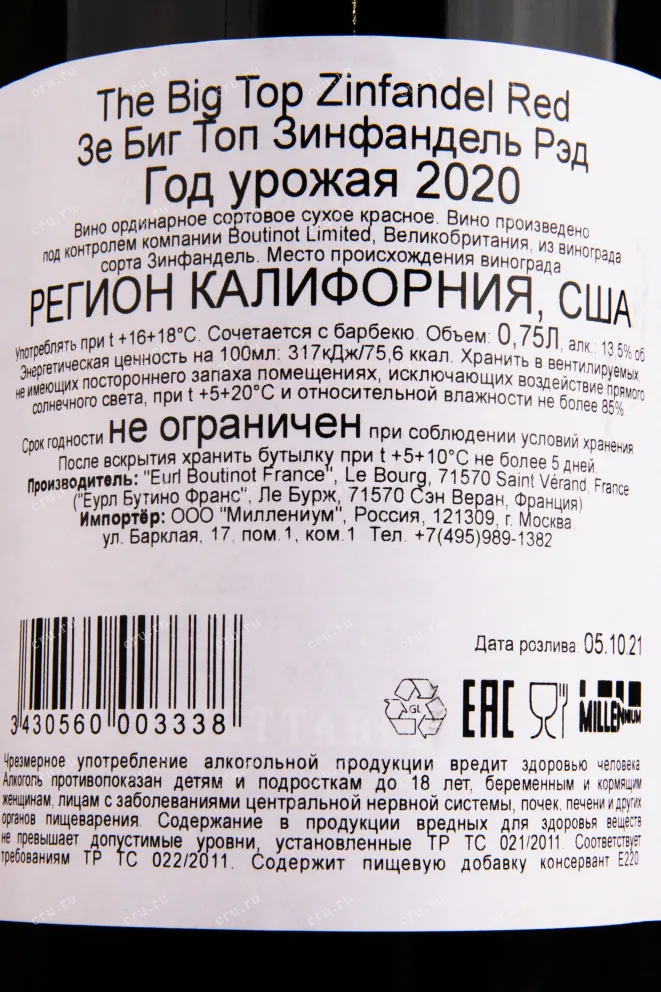 The Big Top Zinfandel Red
Зе Биг Топ Зинфандель Рэд
Год урожая 2020
Вино ординарное сортовое сухое красное. Вино произведено
под контролем компании Boutinot Limited, Великобритания, из винограда
сорта Зинфандель. Место происхождения винограда
РЕГИОН КАЛИФОРНИЯ, США
Употреблять при t +16+18°C. Сочетается с барбекю. Объем: 0,75Л, алк.: 13,5% об
Энергетическая ценность на 100мл: 317кДж/75,6 ккал. Хранить в вентилируемых,
не имеющих постороннего запаха помещениях, исключающих воздействие прямого
солнечного света, при t +5+20°C и относительной влажности не более 85%
Срок годности не ограничен при соблюдении условий хранения
После вскрытия хранить бутылку при t +5+10°C не более 5 дней.
Производитель: "Eurl Boutinot France", Le Bourg, 71570 Saint Vérand, France
("Еурл Бутино Франс", Ле Бурж, 71570 Сэн Веран, Франция)
Импортёр: ООО "Миллениум", Россия, 121309, г. Москва
ул. Барклая, 17, пом.1, ком.1 Тел. +7(495)989-1382
Дата розлива 05.10.21
3 430560 003338
GL
EAC
MILLENNIUM
Чрезмерное употребление алкогольной продукции вредит здоровью человека
Алкоголь противопоказан детям и подросткам до 18 лет, беременным и кормящим
женщинам, лицам с заболеваниями центральной нервной системы, почек, печени и других
органов пищеварения. Содержание в продукции вредных для здоровья веществ
не превышает допустимые уровни, установленные ТР ТС 021/2011. Соответствует
требованиям ТР ТС 022/2011. Содержит пищевую добавку консервант Е220
cru.ru